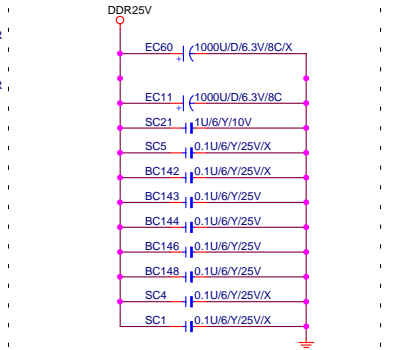 DDR25V
EC60 1000U/D/6.3V/8C/X
+
EC11 1000U/D/6.3V/8C
+
SC21 1U/6/Y/10V
SC5 0.1U/6/Y/25V/X
BC142 0.1U/6/Y/25V/X
BC143 0.1U/6/Y/25V
BC144 0.1U/6/Y/25V
BC146 0.1U/6/Y/25V
BC148 0.1U/6/Y/25V
SC4 0.1U/6/Y/25V/X
SC1 0.1U/6/Y/25V/X